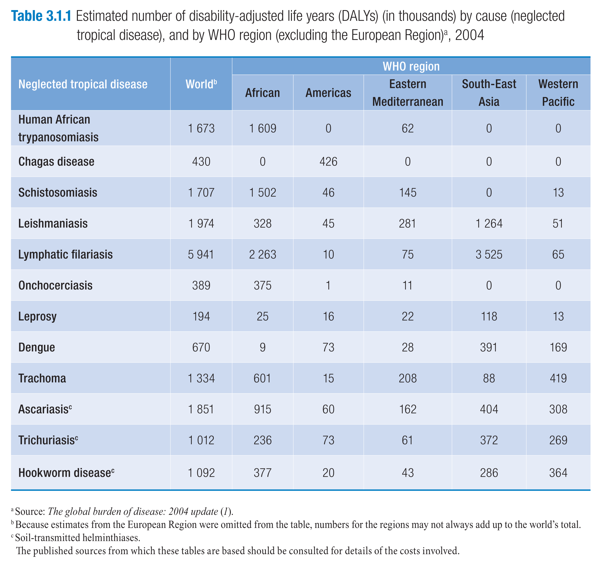 Table 3.1.1 Estimated number of disability-adjusted life years (DALYs) (in thousands) by cause (neglected
tropical disease), and by WHO region (excluding the European Region)ᵃ, 2004
WHO region
Neglected tropical disease Worldᵇ African Americas Eastern Mediterranean South-East Asia Western Pacific
Human African trypanosomiasis 1 673 1 609 0 62 0 0
Chagas disease 430 0 426 0 0 0
Schistosomiasis 1 707 1 502 46 145 0 13
Leishmaniasis 1 974 328 45 281 1 264 51
Lymphatic filariasis 5 941 2 263 10 75 3 525 65
Onchocerciasis 389 375 1 11 0 0
Leprosy 194 25 16 22 118 13
Dengue 670 9 73 28 391 169
Trachoma 1 334 601 15 208 88 419
Ascariasisᶜ 1 851 915 60 162 404 308
Trichuriasisᶜ 1 012 236 73 61 372 269
Hookworm diseaseᶜ 1 092 377 20 43 286 364
ᵃ Source: The global burden of disease: 2004 update (1).
ᵇ Because estimates from the European Region were omitted from the table, numbers for the regions may not always add up to the world's total.
ᶜ Soil-transmitted helminthiases.
The published sources from which these tables are based should be consulted for details of the costs involved.